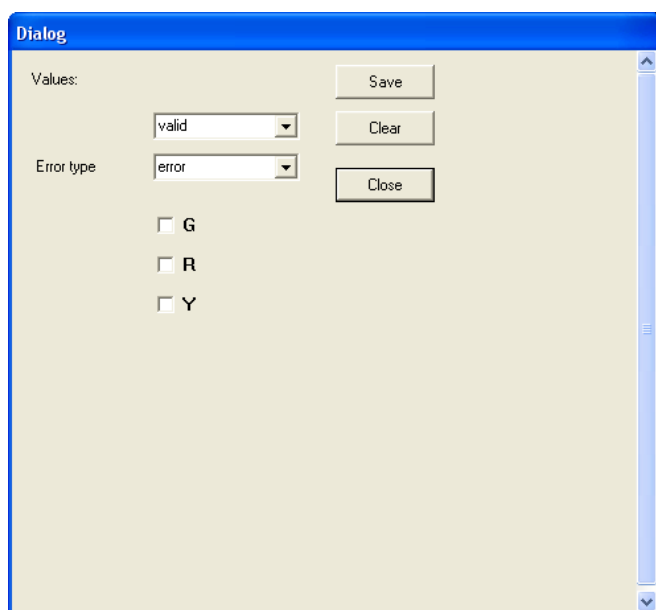 Dialog
Values:
Save
valid
Clear
Error type
error
Close
G
R
Y